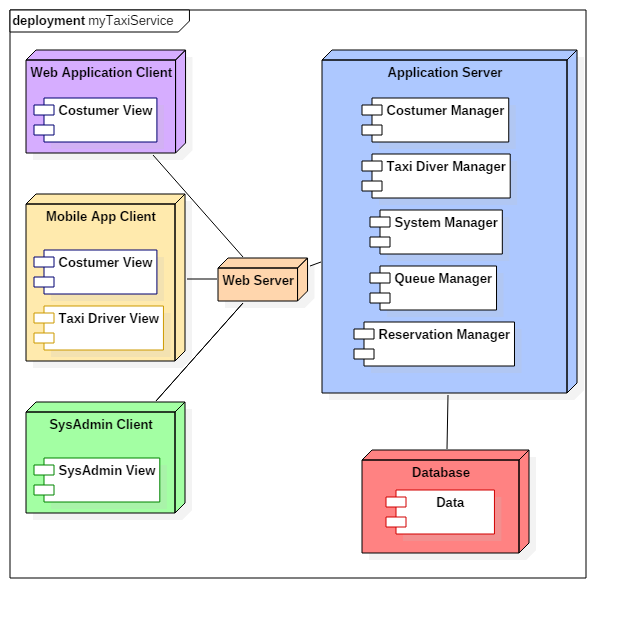 deployment myTaxiService
Web Application Client
Costumer View
Mobile App Client
Costumer View
Taxi Driver View
SysAdmin Client
SysAdmin View
Web Server
Application Server
Costumer Manager
Taxi Diver Manager
System Manager
Queue Manager
Reservation Manager
Database
Data